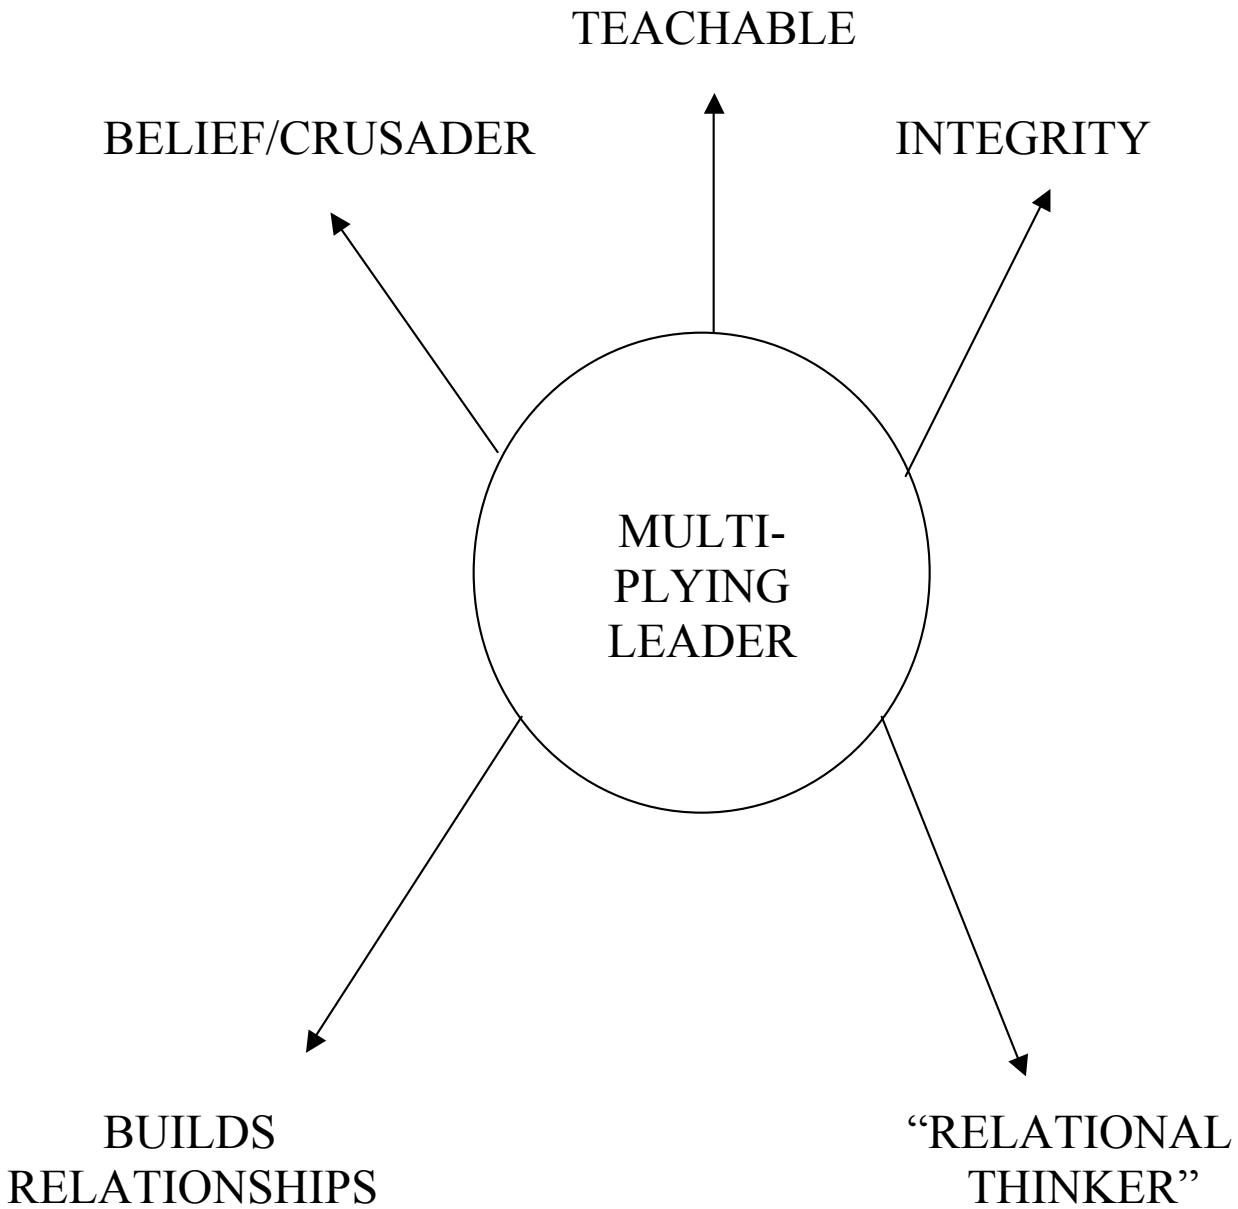 TEACHABLE
BELIEF/CRUSADER
INTEGRITY
MULTI-
PLYING
LEADER
BUILDS
RELATIONSHIPS
“RELATIONAL
THINKER”